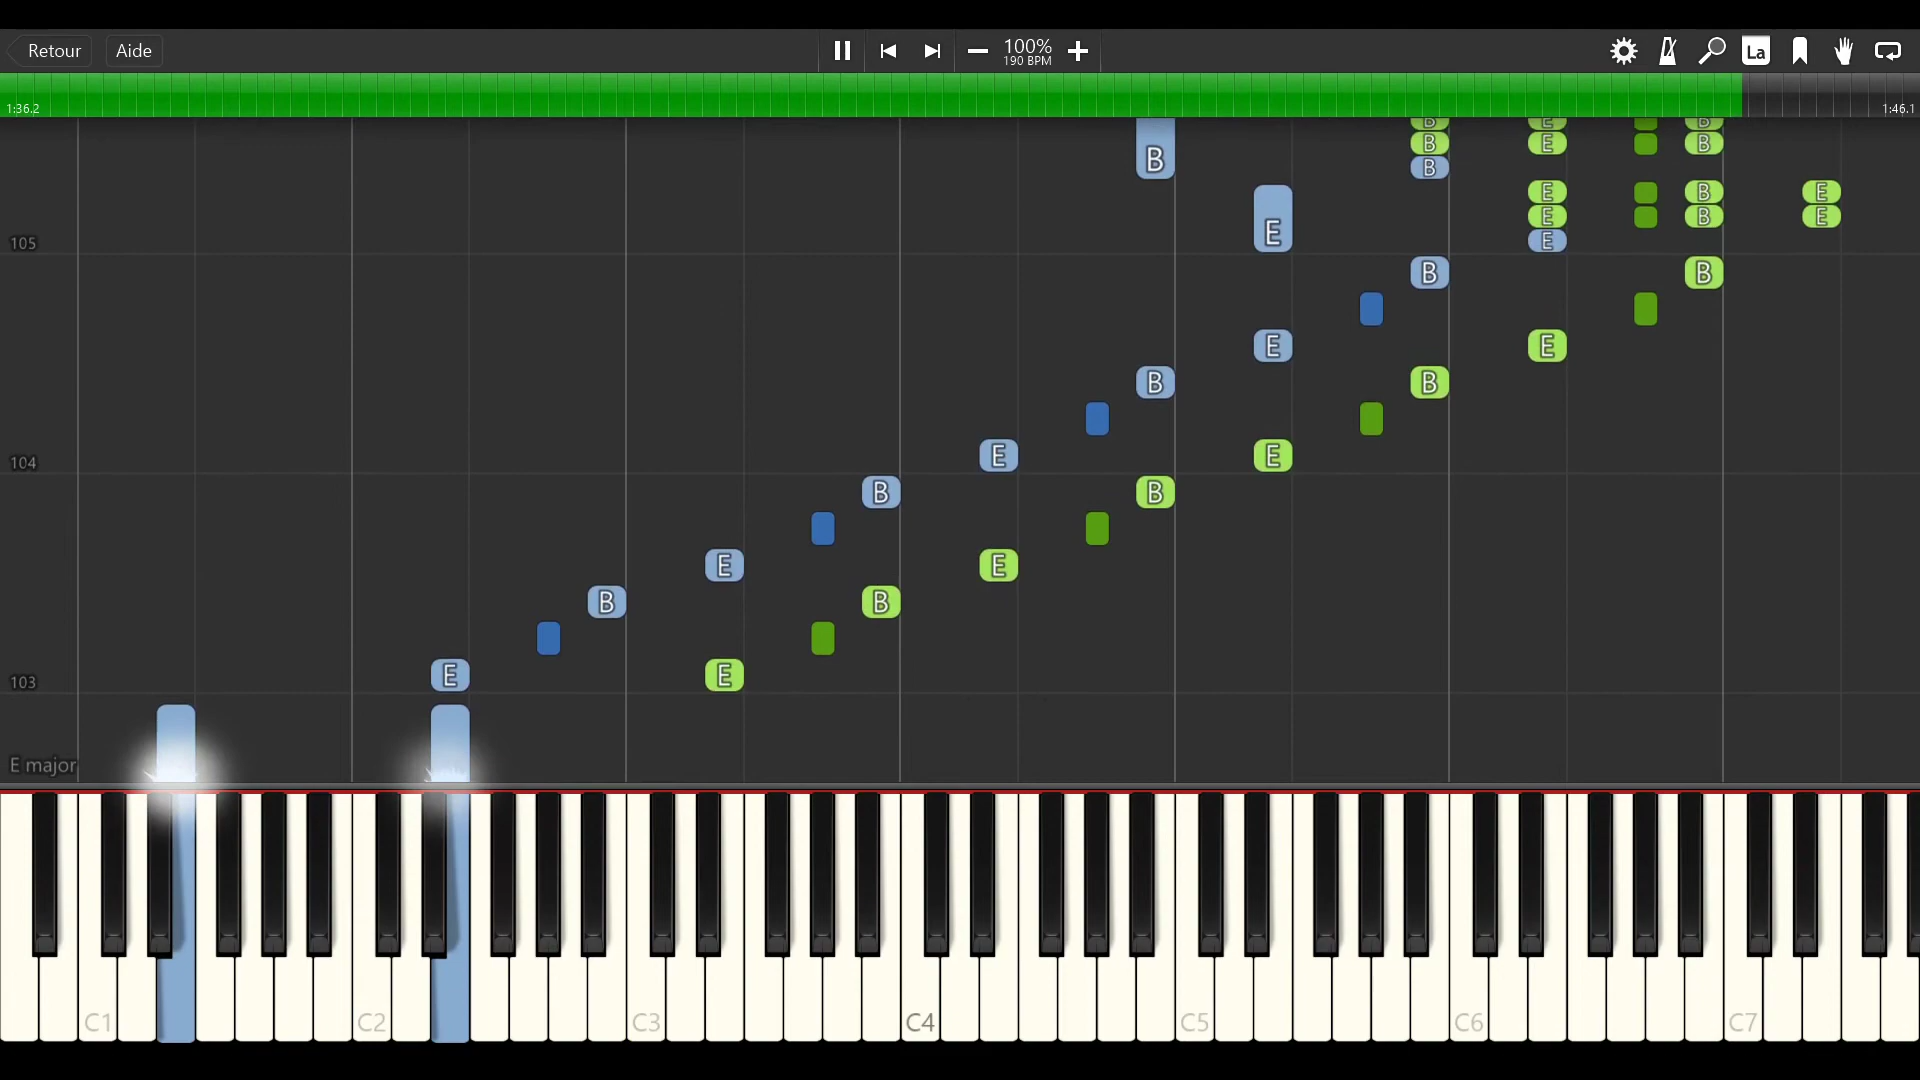 Retour
Aide
100%
190 BPM
La
1:36.2
1:46.1
B E B
B B E B
B
E B E
E E B E
105
E
B B
E E
B B
104
E E
B B
E E
B B
103
E E
E major
C1 C2 C3 C4 C5 C6 C7